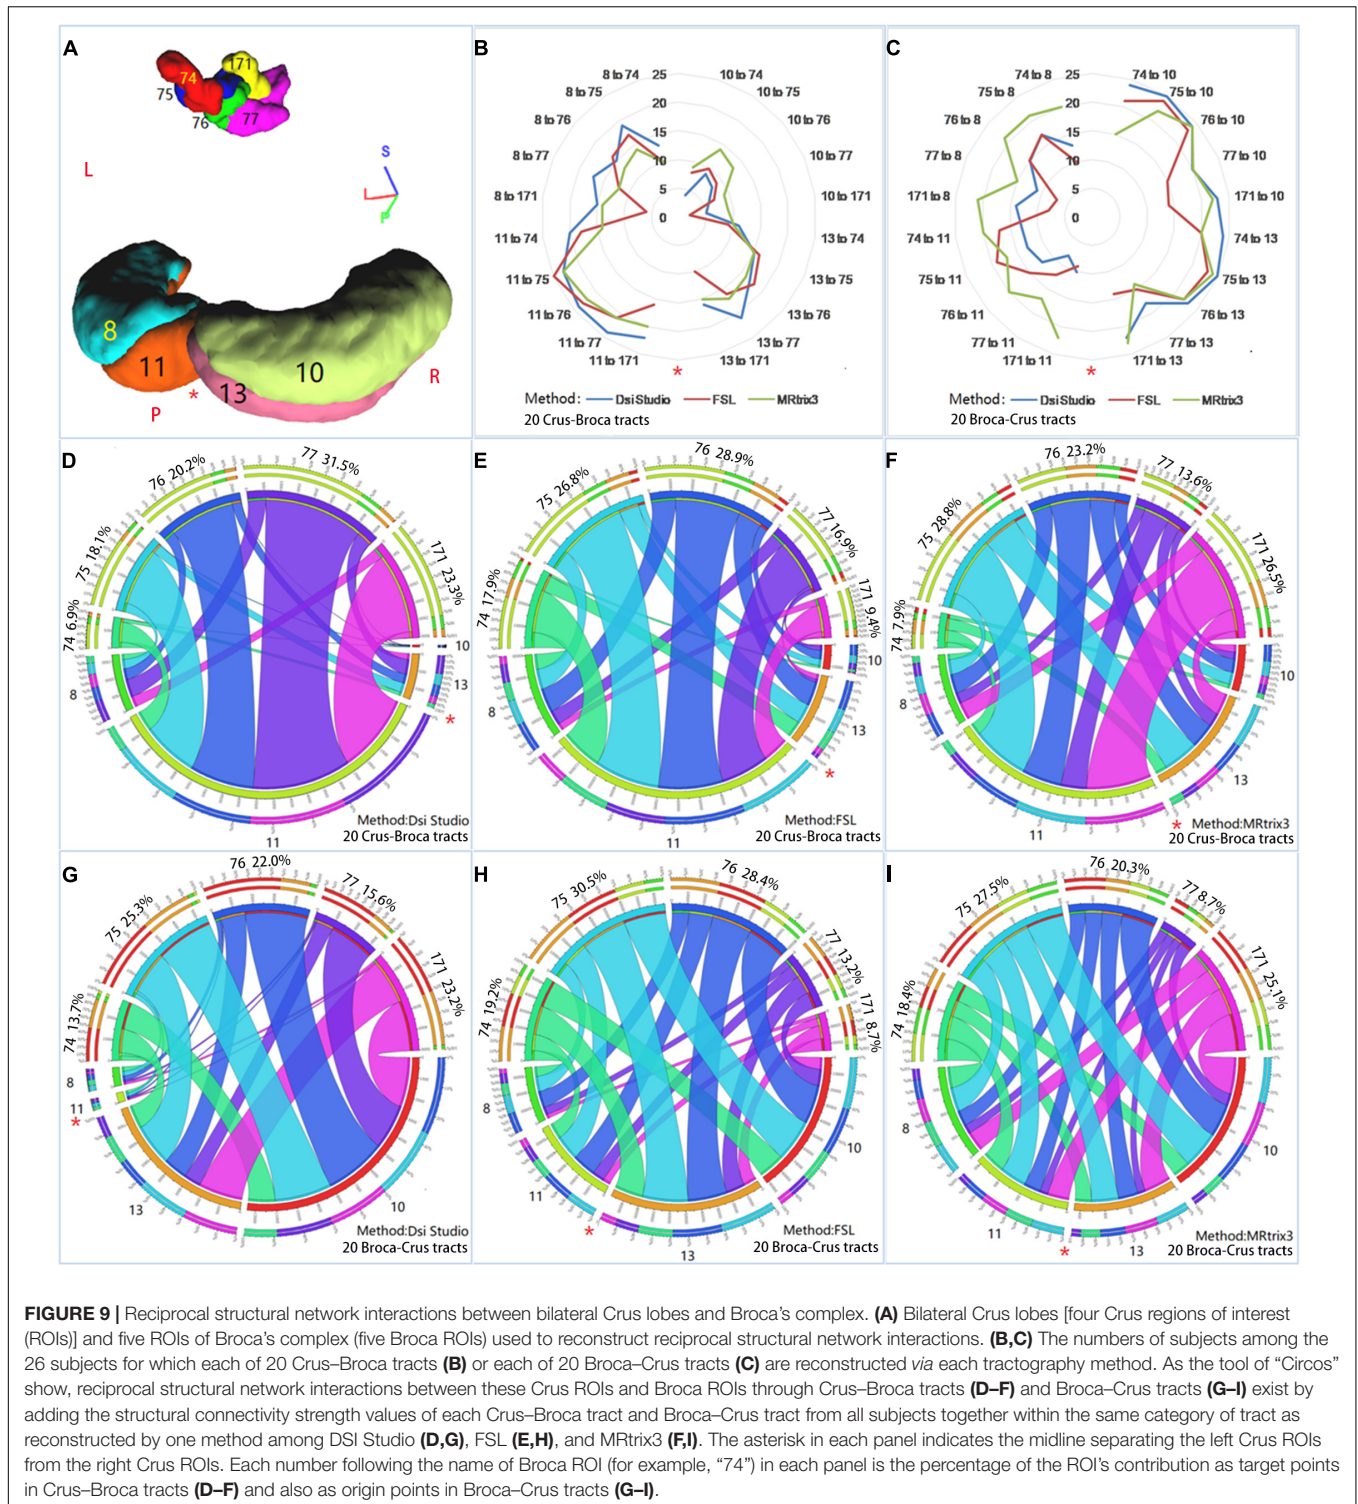 A
74
171
75
76
77
L
S
L
P
8
11
13
10
R
*
P
B
8 to 74
25
10 to 74
8 to 75
20
10 to 75
8 to 76
15
10 to 76
8 to 77
10
10 to 77
8 to 171
5
10 to 171
0
11 to 74
13 to 74
11 to 75
13 to 75
11 to 76
13 to 76
11 to 77
13 to 77
11 to 171
13 to 171
*
Method: DsiStudio FSL MRtrix3
20 Crus-Broca tracts
C
74 to 8
25
74 to 10
75 to 8
20
75 to 10
76 to 8
15
76 to 10
77 to 8
10
77 to 10
171 to 8
5
171 to 10
0
74 to 11
74 to 13
75 to 11
75 to 13
76 to 11
76 to 13
77 to 11
77 to 13
171 to 11
171 to 13
*
Method: DsiStudio FSL MRtrix3
20 Broca-Crus tracts
D
74 6.9%
75 18.1%
76 20.2%
77 31.5%
171 23.3%
10
13
*
8
11
Method:Dsi Studio
20 Crus-Broca tracts
E
74 17.9%
75 26.8%
76 28.9%
77 16.9%
171 9.4%
10
13
*
8
11
Method:FSL
20 Crus-Broca tracts
F
74 7.9%
75 28.8%
76 23.2%
77 13.6%
171 26.5%
10
13
8
11
*
Method:MRtrix3
20 Crus-Broca tracts
G
74 13.7%
75 25.3%
76 22.0%
77 15.6%
171 23.2%
8
11
*
13
10
Method:Dsi Studio
20 Broca-Crus tracts
H
74 19.2%
75 30.5%
76 28.4%
77 13.2%
171 8.7%
8
10
11
*
13
Method:FSL
20 Broca-Crus tracts
I
74 18.4%
75 27.5%
76 20.3%
77 8.7%
171 25.1%
8
10
11
*
13
Method:MRtrix3
20 Broca-Crus tracts
FIGURE 9 | Reciprocal structural network interactions between bilateral Crus lobes and Broca's complex. (A) Bilateral Crus lobes [four Crus regions of interest
(ROIs)] and five ROIs of Broca's complex (five Broca ROIs) used to reconstruct reciprocal structural network interactions. (B,C) The numbers of subjects among the
26 subjects for which each of 20 Crus–Broca tracts (B) or each of 20 Broca–Crus tracts (C) are reconstructed via each tractography method. As the tool of "Circos"
show, reciprocal structural network interactions between these Crus ROIs and Broca ROIs through Crus–Broca tracts (D–F) and Broca–Crus tracts (G–I) exist by
adding the structural connectivity strength values of each Crus–Broca tract and Broca–Crus tract from all subjects together within the same category of tract as
reconstructed by one method among DSI Studio (D,G), FSL (E,H), and MRtrix3 (F,I). The asterisk in each panel indicates the midline separating the left Crus ROIs
from the right Crus ROIs. Each number following the name of Broca ROI (for example, "74") in each panel is the percentage of the ROI's contribution as target points
in Crus–Broca tracts (D–F) and also as origin points in Broca–Crus tracts (G–I).